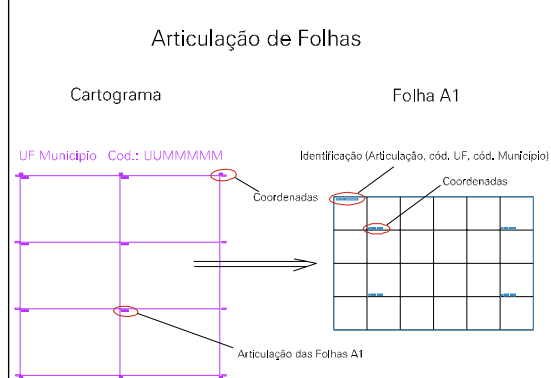 Articulação de Folhas
Cartograma
Folha A1
UF Município Cod.: UUMMMMM
Identificação (Articulação, cód. UF, cód. Município)
Coordenadas
Coordenadas
Articulação das Folhas A1